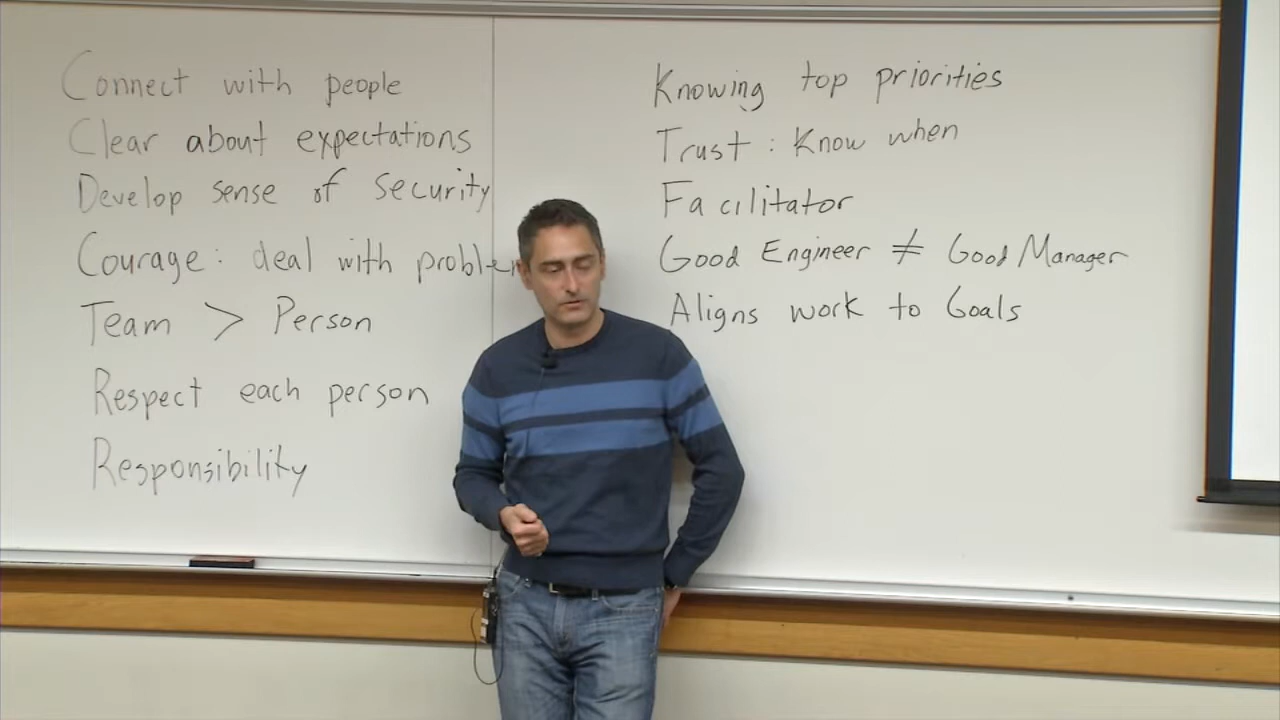 Connect with people
Clear about expectations
Develop sense of security
Courage: deal with problem
Team > Person
Respect each person
Responsibility
Knowing top priorities
Trust: Know when
Facilitator
Good Engineer ≠ Good Manager
Aligns work to Goals